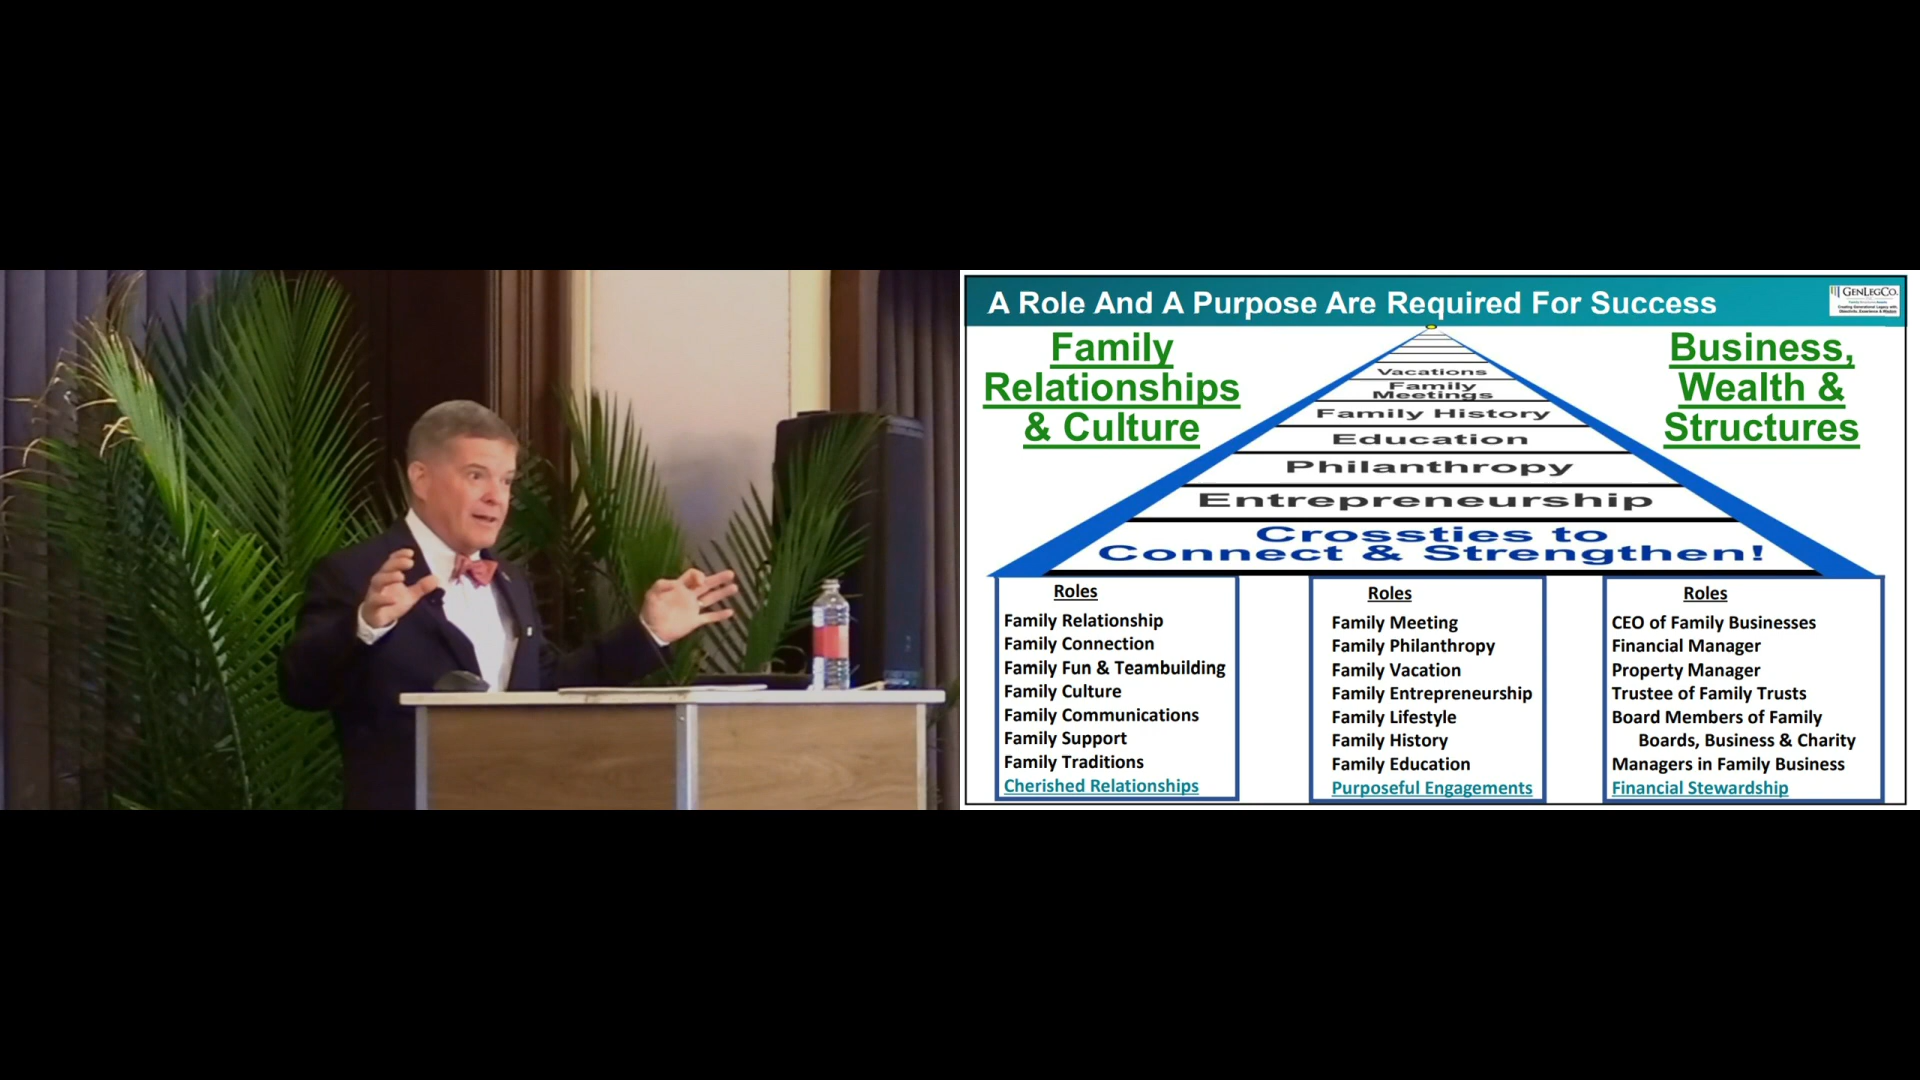 A Role And A Purpose Are Required For Success
GENLEGCO.
Family
Relationships
& Culture
Business,
Wealth &
Structures
Vacations
Family
Meetings
Family History
Education
Philanthropy
Entrepreneurship
Crossties to
Connect & Strengthen!
Roles
Family Relationship
Family Connection
Family Fun & Teambuilding
Family Culture
Family Communications
Family Support
Family Traditions
Cherished Relationships
Roles
Family Meeting
Family Philanthropy
Family Vacation
Family Entrepreneurship
Family Lifestyle
Family History
Family Education
Purposeful Engagements
Roles
CEO of Family Businesses
Financial Manager
Property Manager
Trustee of Family Trusts
Board Members of Family
Boards, Business & Charity
Managers in Family Business
Financial Stewardship